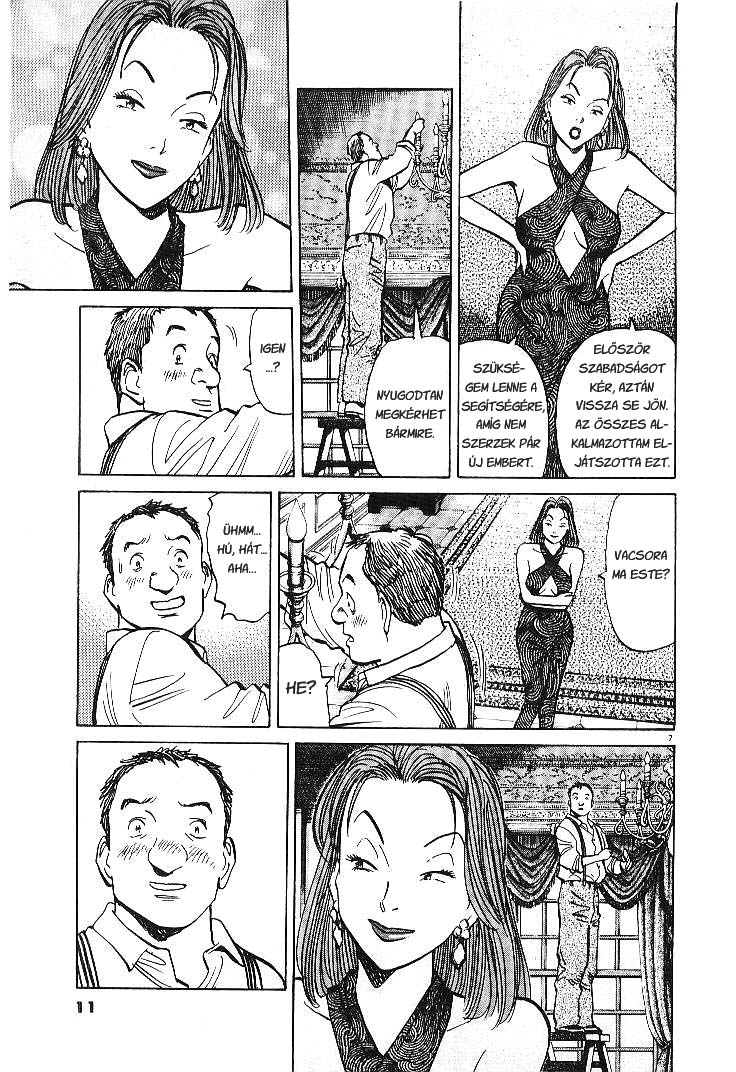 ELŐSZÖR
SZABADSÁGOT
KÉR, AZTÁN
VISSZA SE JÖN.
AZ ÖSSZES AL-
KALMAZOTTAM EL-
JÁTSZOTTA EZT.
SZÜKSÉ-
GEM LENNE A
SEGÍTSÉGÉRE,
AMÍG NEM
SZERZEK PÁR
ÚJ EMBERT.
NYUGODTAN
MEGKÉRHET
BÁRMIRE.
IGEN
...?
VACSORA
MA ESTE?
HE?
ÜHMM...
HÚ, HÁT...
AHA...
7
11